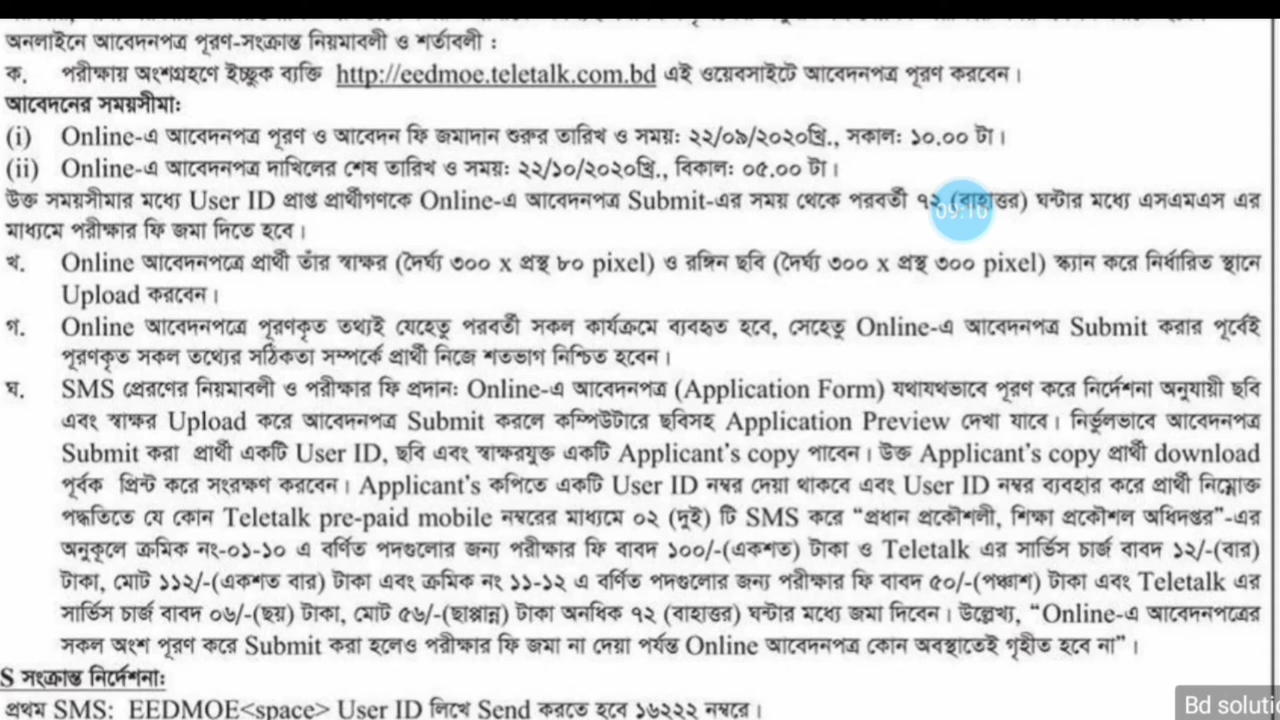 অনলাইনে আবেদনপত্র পূরণ-সংক্রান্ত নিয়মাবলী ও শর্তাবলী :
ক. পরীক্ষায় অংশগ্রহণে ইচ্ছুক ব্যক্তি http://eedmoe.teletalk.com.bd এই ওয়েবসাইটে আবেদনপত্র পূরণ করবেন।
আবেদনের সময়সীমা:
(i) Online-এ আবেদনপত্র পূরণ ও আবেদন ফি জমাদান শুরুর তারিখ ও সময়: ২২/০৯/২০২০খ্রি., সকাল: ১০.০০ টা।
(ii) Online-এ আবেদনপত্র দাখিলের শেষ তারিখ ও সময়: ২২/১০/২০২০খ্রি., বিকাল: ০৫.০০ টা।
উক্ত সময়সীমার মধ্যে User ID প্রাপ্ত প্রার্থীগণকে Online-এ আবেদনপত্র Submit-এর সময় থেকে পরবর্তী ৭২ (বাহাত্তর) ঘন্টার মধ্যে এসএমএস এর
09:16
মাধ্যমে পরীক্ষার ফি জমা দিতে হবে।
খ. Online আবেদনপত্রে প্রার্থী তাঁর স্বাক্ষর (দৈর্ঘ্য ৩০০ x প্রস্থ ৮০ pixel) ও রঙ্গিন ছবি (দৈর্ঘ্য ৩০০ x প্রস্থ ৩০০ pixel) স্ক্যান করে নির্ধারিত স্থানে
Upload করবেন।
গ. Online আবেদনপত্রে পূরণকৃত তথ্যই যেহেতু পরবর্তী সকল কার্যক্রমে ব্যবহৃত হবে, সেহেতু Online-এ আবেদনপত্র Submit করার পূর্বেই
পূরণকৃত সকল তথ্যের সঠিকতা সম্পর্কে প্রার্থী নিজে শতভাগ নিশ্চিত হবেন।
ঘ. SMS প্রেরণের নিয়মাবলী ও পরীক্ষার ফি প্রদান: Online-এ আবেদনপত্র (Application Form) যথাযথভাবে পূরণ করে নির্দেশনা অনুযায়ী ছবি
এবং স্বাক্ষর Upload করে আবেদনপত্র Submit করলে কম্পিউটারে ছবিসহ Application Preview দেখা যাবে। নির্ভুলভাবে আবেদনপত্র
Submit করা প্রার্থী একটি User ID, ছবি এবং স্বাক্ষরযুক্ত একটি Applicant's copy পাবেন। উক্ত Applicant's copy প্রার্থী download
পূর্বক প্রিন্ট করে সংরক্ষণ করবেন। Applicant's কপিতে একটি User ID নম্বর দেয়া থাকবে এবং User ID নম্বর ব্যবহার করে প্রার্থী নিম্নোক্ত
পদ্ধতিতে যে কোন Teletalk pre-paid mobile নম্বরের মাধ্যমে ০২ (দুই) টি SMS করে “প্রধান প্রকৌশলী, শিক্ষা প্রকৌশল অধিদপ্তর”-এর
অনুকূলে ক্রমিক নং-০১-১০ এ বর্ণিত পদগুলোর জন্য পরীক্ষার ফি বাবদ ১০০/-(একশত) টাকা ও Teletalk এর সার্ভিস চার্জ বাবদ ১২/-(বার)
টাকা, মোট ১১২/-(একশত বার) টাকা এবং ক্রমিক নং ১১-১২ এ বর্ণিত পদগুলোর জন্য পরীক্ষার ফি বাবদ ৫০/-(পঞ্চাশ) টাকা এবং Teletalk এর
সার্ভিস চার্জ বাবদ ০৬/-(ছয়) টাকা, মোট ৫৬/-(ছাপ্পান্ন) টাকা অনধিক ৭২ (বাহাত্তর) ঘন্টার মধ্যে জমা দিবেন। উল্লেখ্য, “Online-এ আবেদনপত্রের
সকল অংশ পূরণ করে Submit করা হলেও পরীক্ষার ফি জমা না দেয়া পর্যন্ত Online আবেদনপত্র কোন অবস্থাতেই গৃহীত হবে না”।
S সংক্রান্ত নির্দেশনা:
প্রথম SMS: EEDMOE<space> User ID লিখে Send করতে হবে ১৬২২২ নম্বরে।
Bd soluti